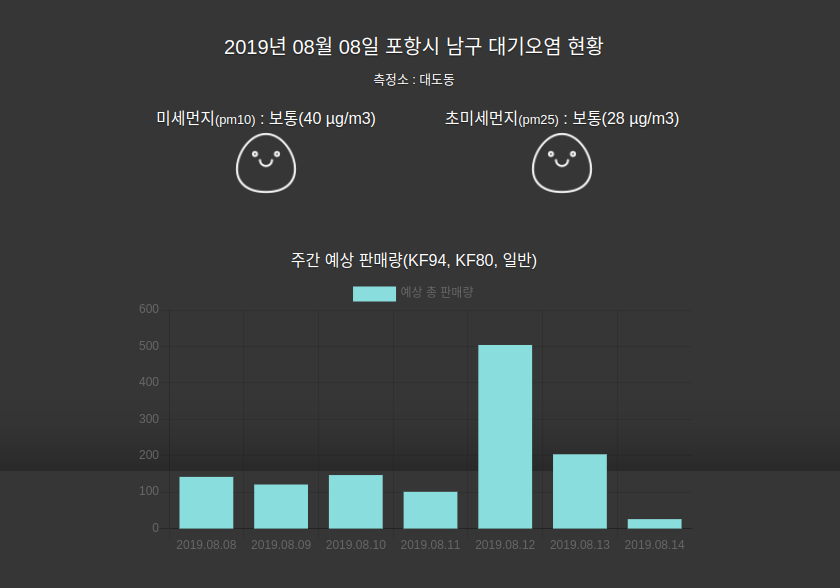 2019년 08월 08일 포항시 남구 대기오염 현황
측정소 : 대도동
미세먼지(pm10) : 보통(40 µg/m3) 초미세먼지(pm25) : 보통(28 µg/m3)
주간 예상 판매량(KF94, KF80, 일반)
예상 총 판매량
600
500
400
300
200
100
0
2019.08.08 2019.08.09 2019.08.10 2019.08.11 2019.08.12 2019.08.13 2019.08.14